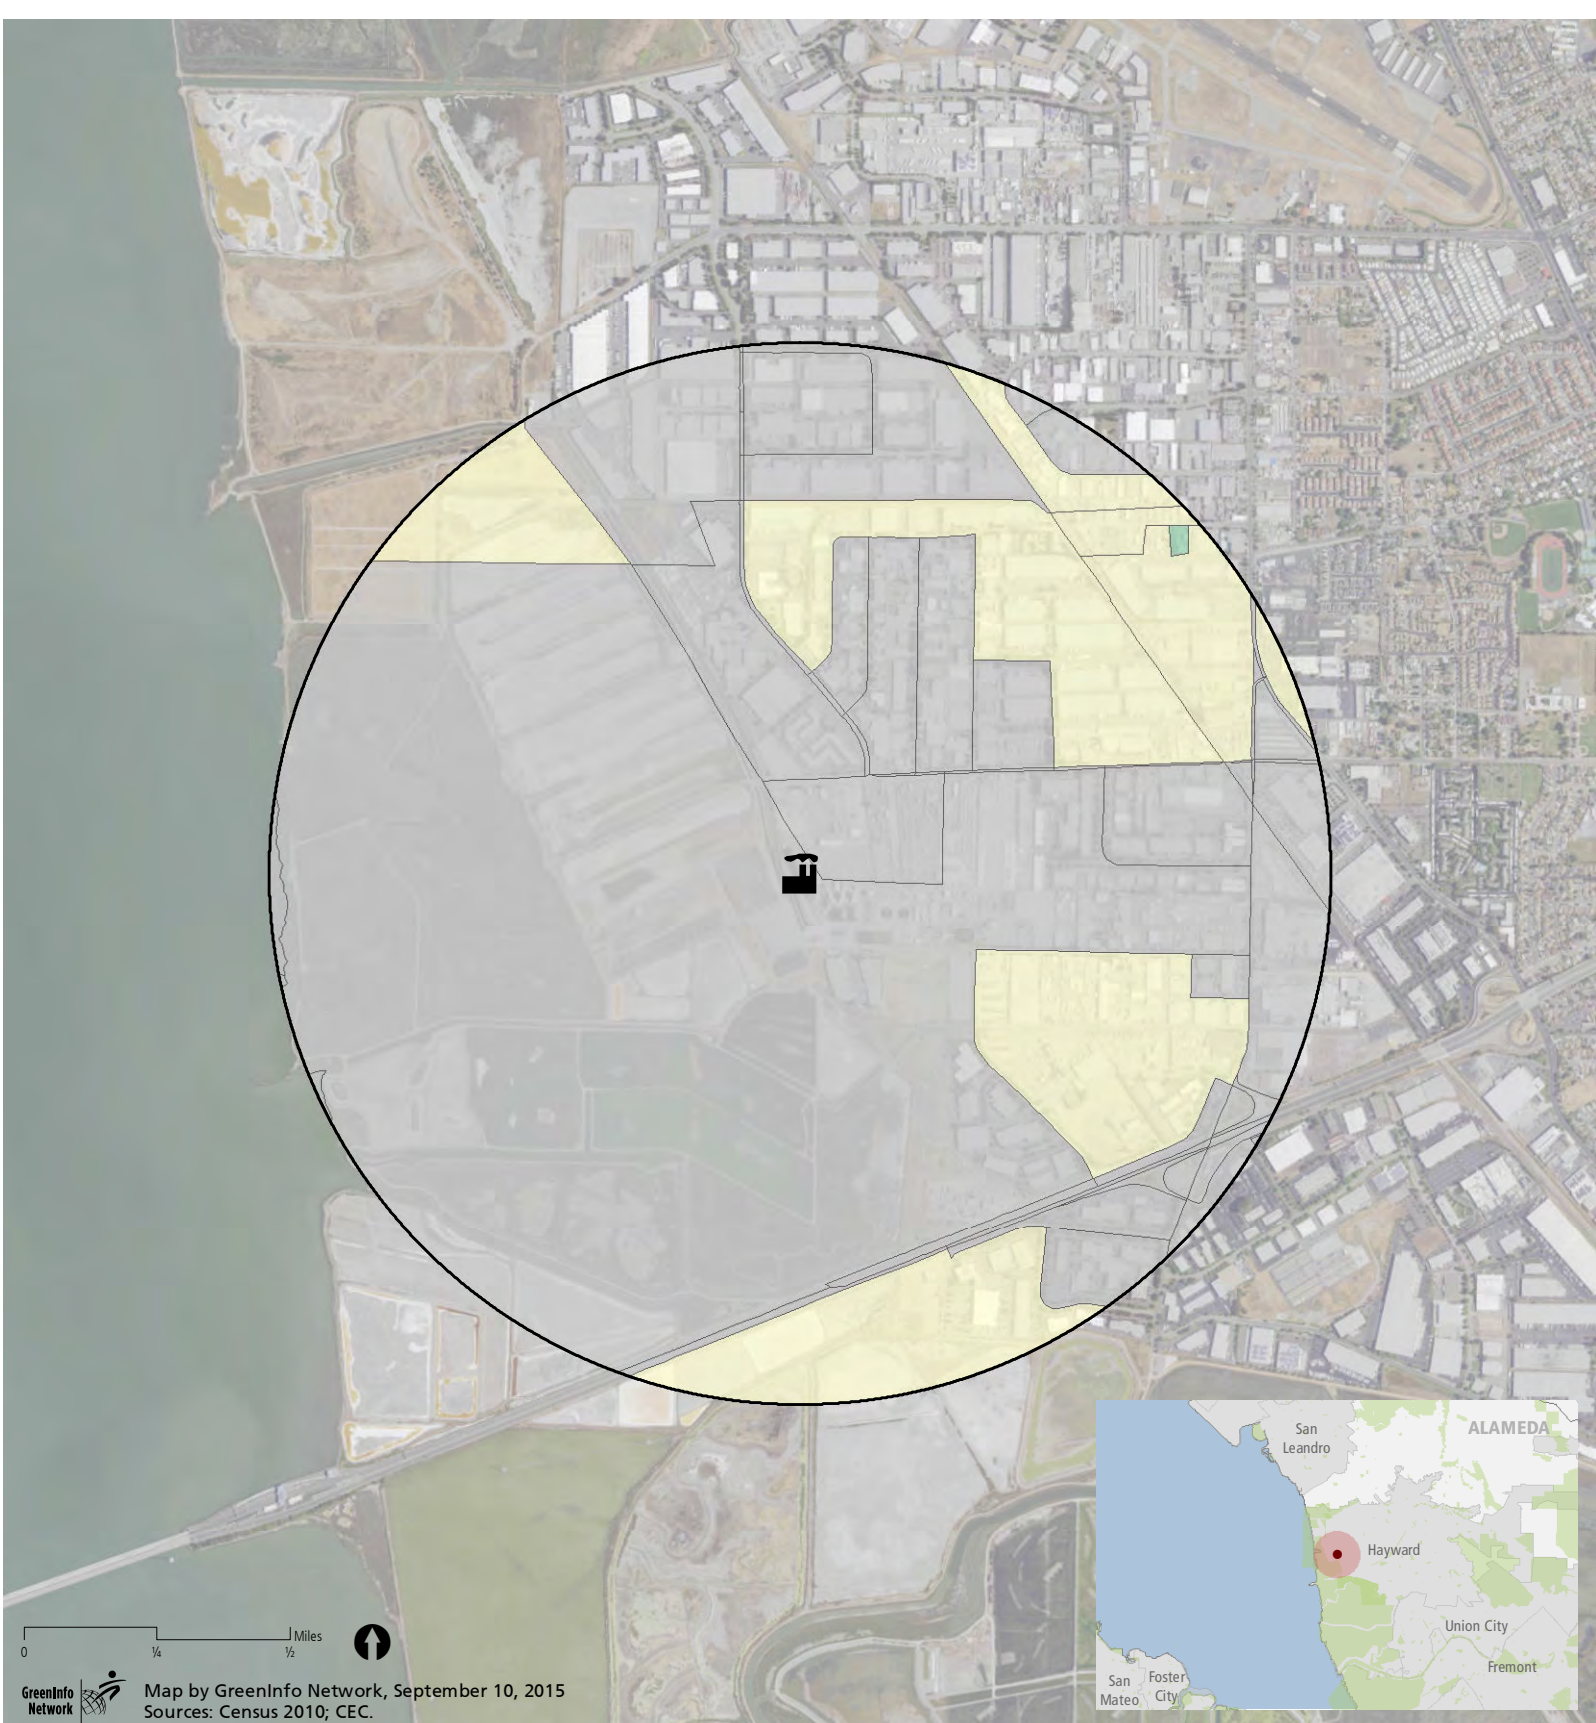 San
Leandro
ALAMEDA
Hayward
Union City
Fremont
San
Mateo
Foster
City
Miles
0
¼
½
GreenInfo
Network
Map by GreenInfo Network, September 10, 2015
Sources: Census 2010; CEC.